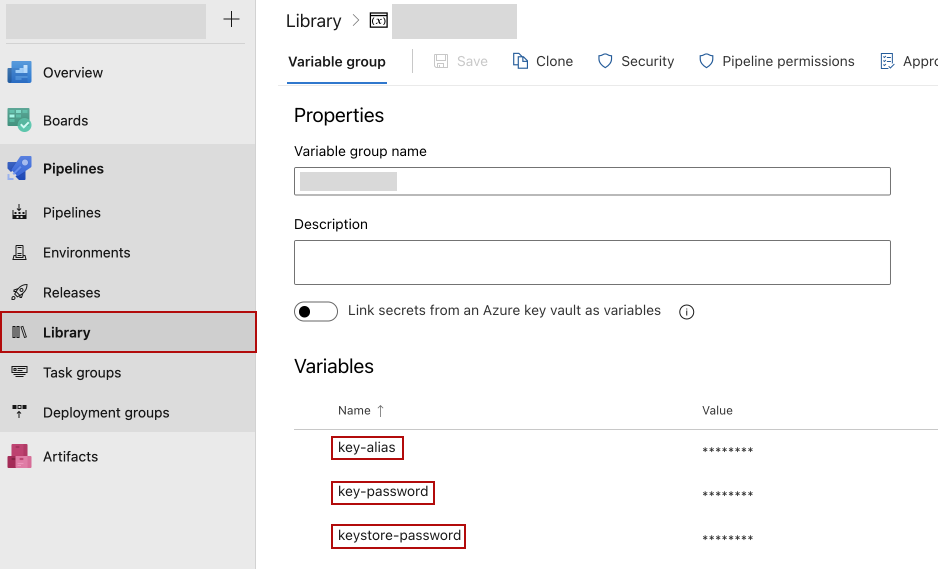 Library >
Variable group Save Clone Security Pipeline permissions Appro
Overview
Boards
Pipelines
Pipelines
Environments
Releases
Library
Task groups
Deployment groups
Artifacts
Properties
Variable group name
Description
Link secrets from an Azure key vault as variables
Variables
Name ↑ Value
key-alias ********
key-password ********
keystore-password ********